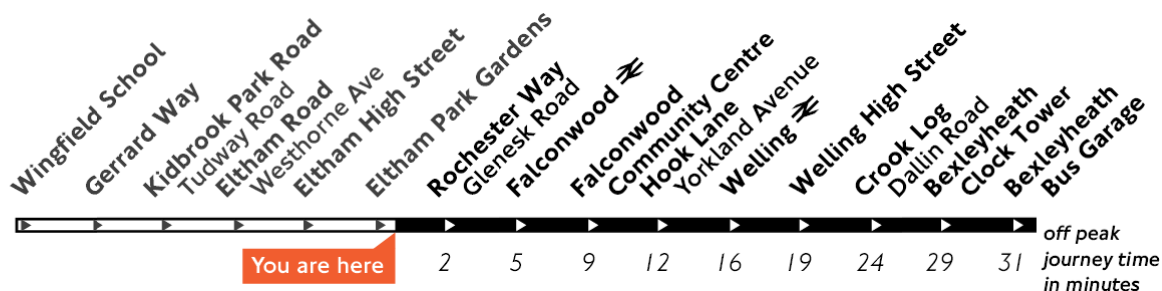 Wingfield School
Gerrard Way
Kidbrook Park Road
Tudway Road
Eltham Road
Westhorne Ave
Eltham High Street
Eltham Park Gardens
Rochester Way
Glenesk Road
Falconwood
Falconwood
Community Centre
Hook Lane
Yorkland Avenue
Welling
Welling High Street
Crook Log
Dallin Road
Bexleyheath
Clock Tower
Bexleyheath
Bus Garage
You are here
2 5 9 12 16 19 24 29 31
off peak
journey time
in minutes